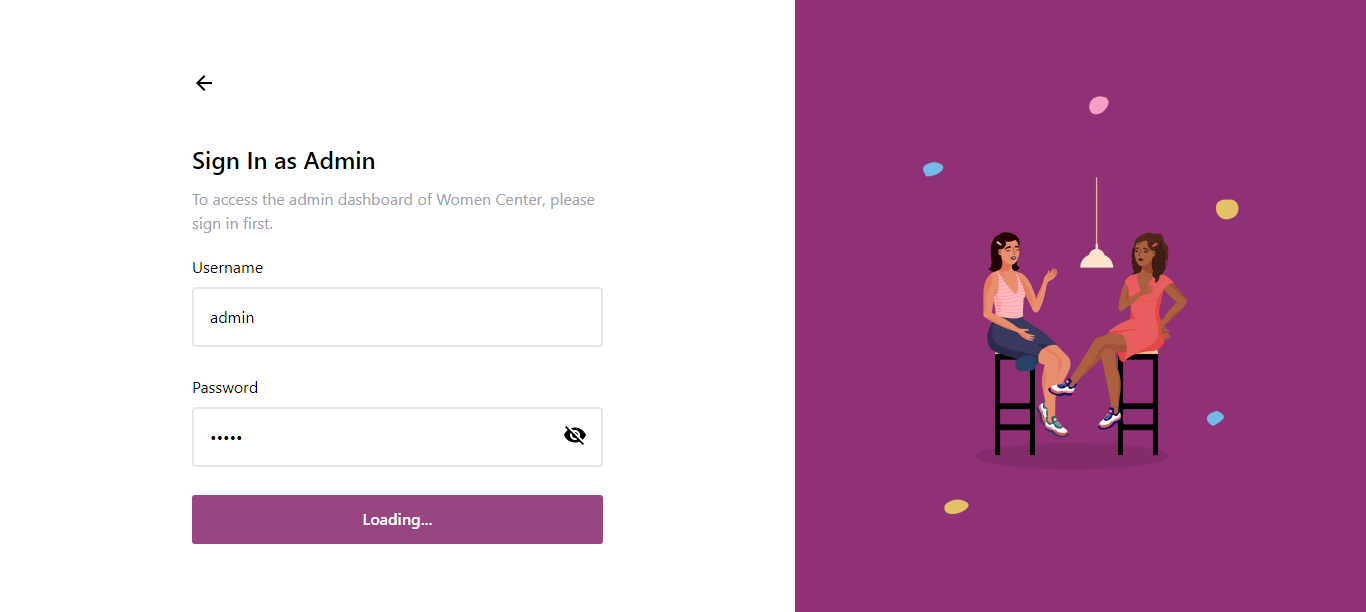 Sign In as Admin
To access the admin dashboard of Women Center, please
sign in first.
Username
admin
Password
•••••
Loading...